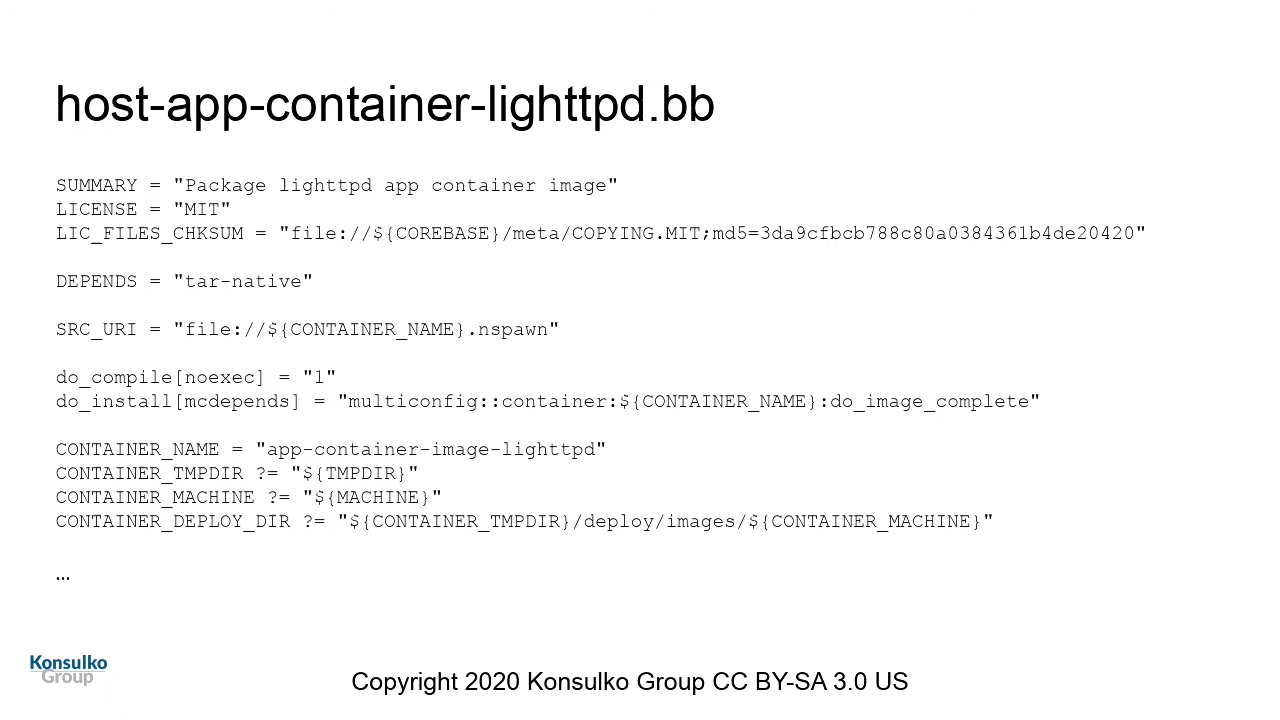 host-app-container-lighttpd.bb
SUMMARY = "Package lighttpd app container image"
LICENSE = "MIT"
LIC_FILES_CHKSUM = "file://${COREBASE}/meta/COPYING.MIT;md5=3da9cfbcb788c80a0384361b4de20420"
DEPENDS = "tar-native"
SRC_URI = "file://${CONTAINER_NAME}.nspawn"
do_compile[noexec] = "1"
do_install[mcdepends] = "multiconfig::container:${CONTAINER_NAME}:do_image_complete"
CONTAINER_NAME = "app-container-image-lighttpd"
CONTAINER_TMPDIR ?= "${TMPDIR}"
CONTAINER_MACHINE ?= "${MACHINE}"
CONTAINER_DEPLOY_DIR ?= "${CONTAINER_TMPDIR}/deploy/images/${CONTAINER_MACHINE}"
...
Konsulko
Group
Copyright 2020 Konsulko Group CC BY-SA 3.0 US